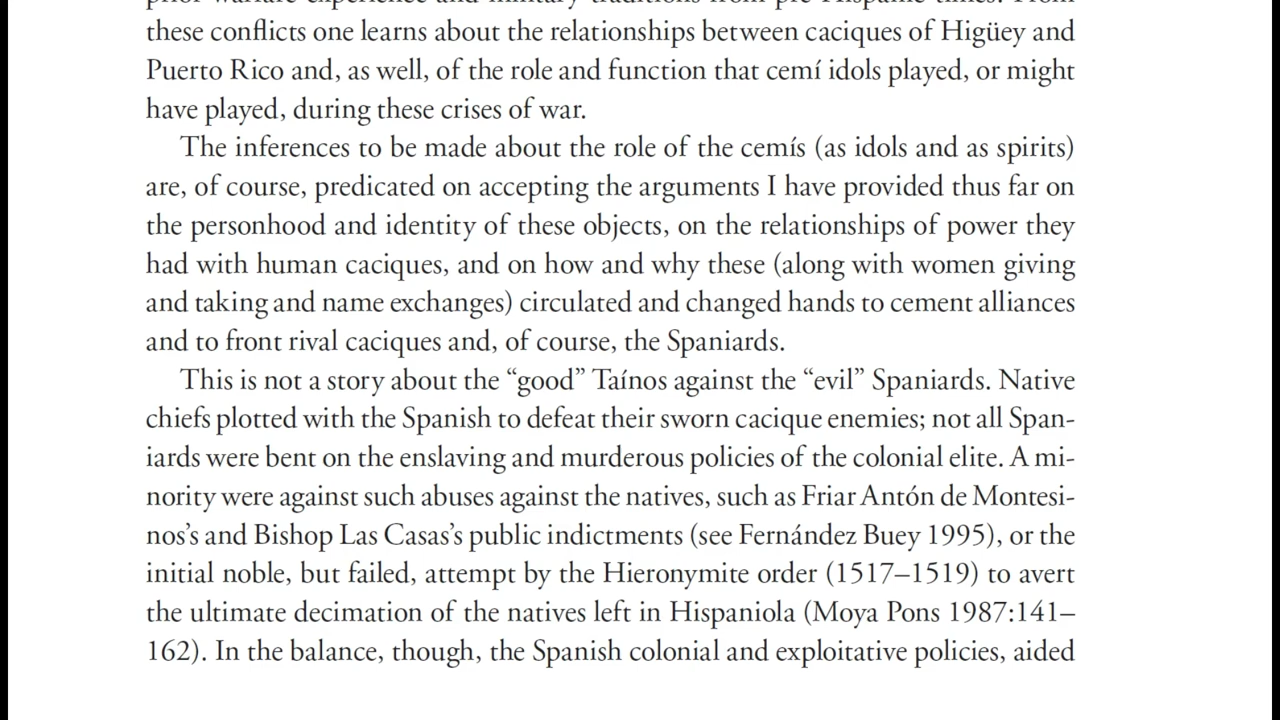 prior warfare experience and military traditions from pre-Hispanic times. From
these conflicts one learns about the relationships between caciques of Higüey and
Puerto Rico and, as well, of the role and function that cemí idols played, or might
have played, during these crises of war.
The inferences to be made about the role of the cemís (as idols and as spirits)
are, of course, predicated on accepting the arguments I have provided thus far on
the personhood and identity of these objects, on the relationships of power they
had with human caciques, and on how and why these (along with women giving
and taking and name exchanges) circulated and changed hands to cement alliances
and to front rival caciques and, of course, the Spaniards.
This is not a story about the “good” Taínos against the “evil” Spaniards. Native
chiefs plotted with the Spanish to defeat their sworn cacique enemies; not all Span-
iards were bent on the enslaving and murderous policies of the colonial elite. A mi-
nority were against such abuses against the natives, such as Friar Antón de Montesi-
nos’s and Bishop Las Casas’s public indictments (see Fernández Buey 1995), or the
initial noble, but failed, attempt by the Hieronymite order (1517–1519) to avert
the ultimate decimation of the natives left in Hispaniola (Moya Pons 1987:141–
162). In the balance, though, the Spanish colonial and exploitative policies, aided